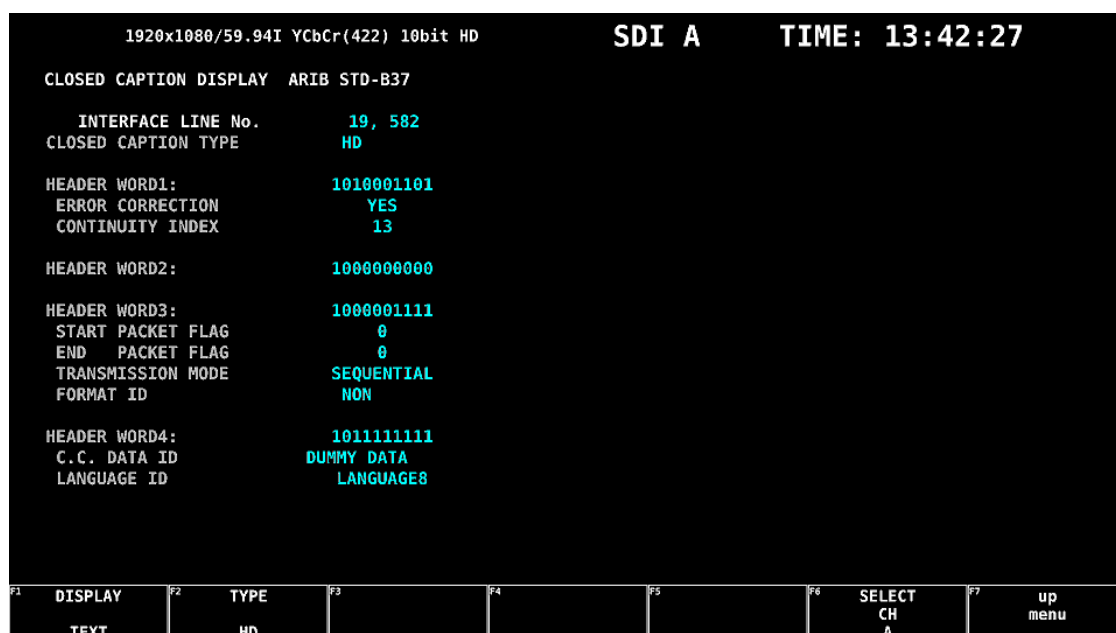 1920x1080/59.94I YCbCr(422) 10bit HD SDI A TIME: 13:42:27
CLOSED CAPTION DISPLAY ARIB STD-B37
INTERFACE LINE No. 19, 582
CLOSED CAPTION TYPE HD
HEADER WORD1: 1010001101
ERROR CORRECTION YES
CONTINUITY INDEX 13
HEADER WORD2: 1000000000
HEADER WORD3: 1000001111
START PACKET FLAG 0
END PACKET FLAG 0
TRANSMISSION MODE SEQUENTIAL
FORMAT ID NON
HEADER WORD4: 1011111111
C.C. DATA ID DUMMY DATA
LANGUAGE ID LANGUAGE8
F1 DISPLAY F2 TYPE F3 F4 F5 F6 SELECT F7 up
CH menu
TEXT HD A